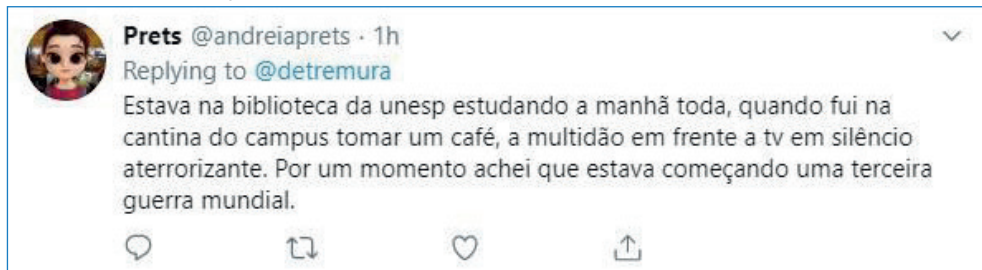 Prets @andreiaprets · 1h
Replying to @detremura
Estava na biblioteca da unesp estudando a manhã toda, quando fui na
cantina do campus tomar um café, a multidão em frente a tv em silêncio
aterrorizante. Por um momento achei que estava começando uma terceira
guerra mundial.